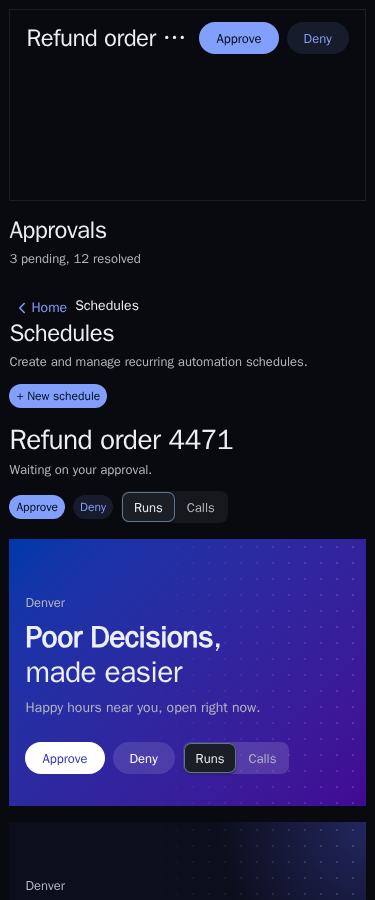 Refund order ···
Approve
Deny
Approvals
3 pending, 12 resolved
Home
Schedules
Schedules
Create and manage recurring automation schedules.
+ New schedule
Refund order 4471
Waiting on your approval.
Approve
Deny
Runs
Calls
Denver
Poor Decisions,
made easier
Happy hours near you, open right now.
Approve
Deny
Runs
Calls
Denver